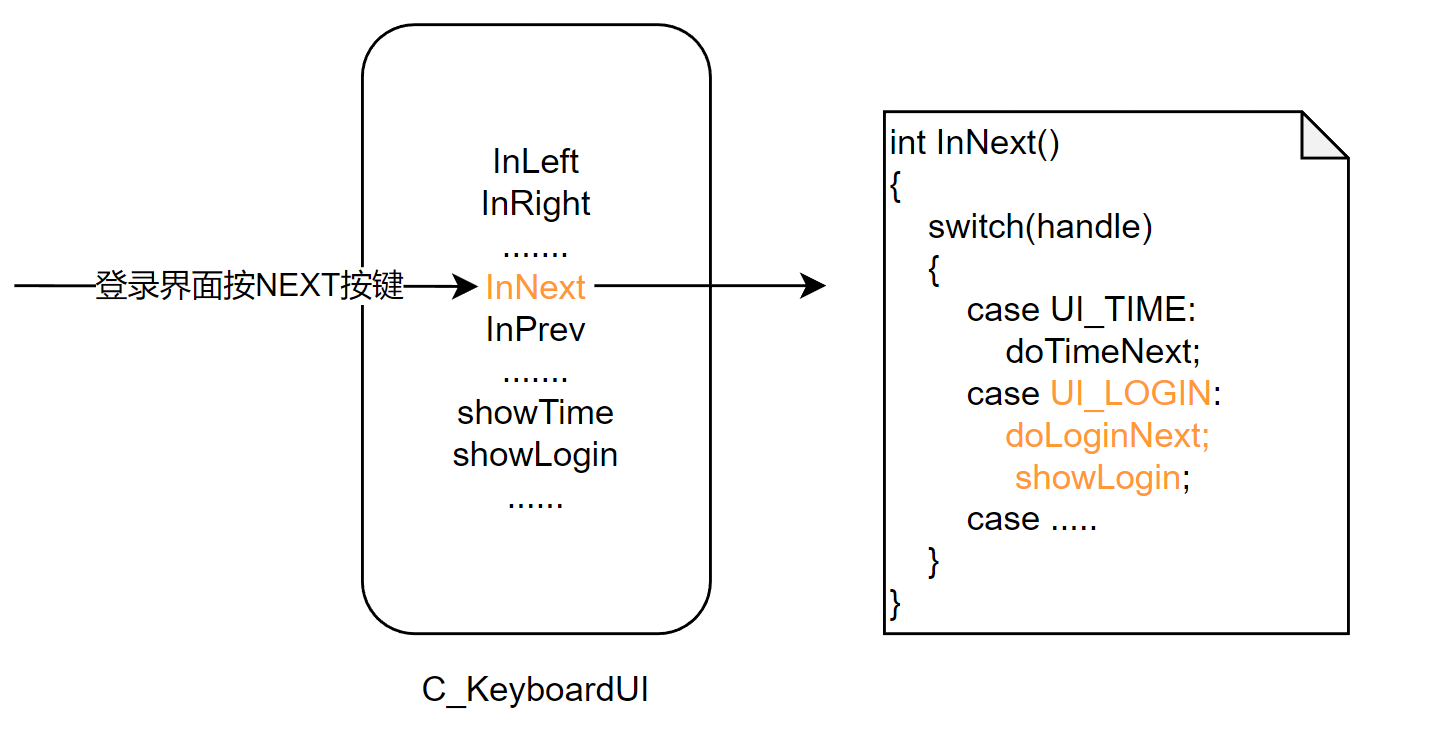 InLeft
InRight
.......
登录界面按NEXT按键
InNext
InPrev
.......
showTime
showLogin
......
C_KeyboardUI
int InNext()
{
switch(handle)
{
case UI_TIME:
doTimeNext;
case UI_LOGIN:
doLoginNext;
showLogin;
case .....
}
}